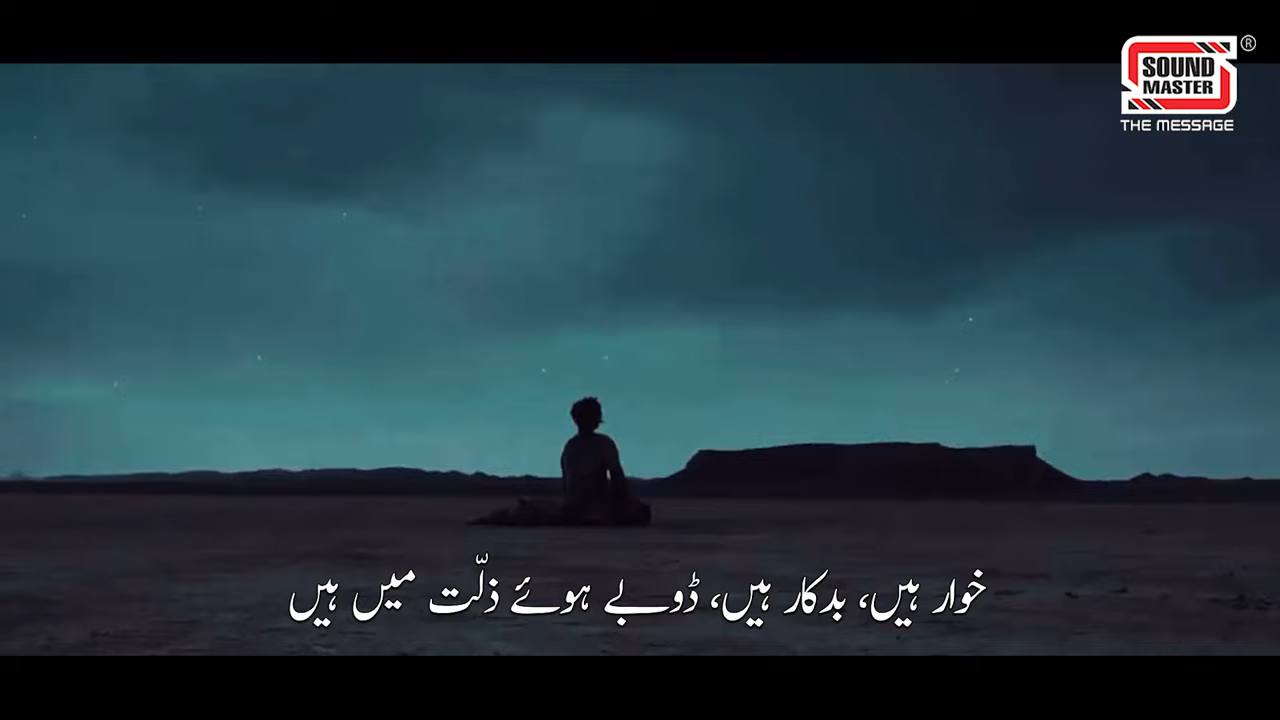 SOUND
MASTER
®
THE MESSAGE
خوار ہیں، بدکار ہیں، ڈوبے ہوئے ذلّت میں ہیں